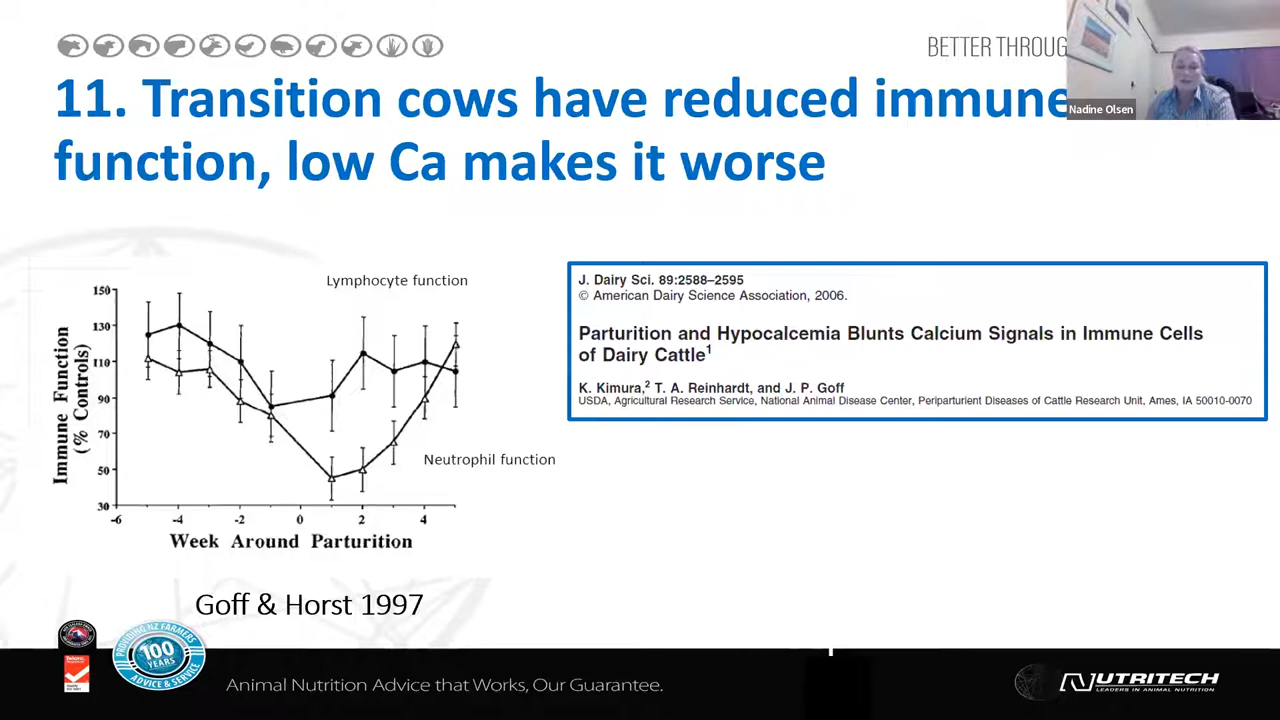 BETTER THROUG
11. Transition cows have reduced immune
function, low Ca makes it worse
Nadine Olsen
Lymphocyte function
Neutrophil function
Immune Function
(% Controls)
150
130
110
90
70
50
30
-6
-4
-2
0
2
4
Week Around Parturition
Goff & Horst 1997
J. Dairy Sci. 89:2588–2595
© American Dairy Science Association, 2006.
Parturition and Hypocalcemia Blunts Calcium Signals in Immune Cells
of Dairy Cattle1
K. Kimura,2 T. A. Reinhardt, and J. P. Goff
USDA, Agricultural Research Service, National Animal Disease Center, Periparturient Diseases of Cattle Research Unit, Ames, IA 50010-0070
PROVIDING NZ FARMERS
100
YEARS
ADVICE & SERVICE
Animal Nutrition Advice that Works, Our Guarantee.
NUTRITECH
LEADERS IN ANIMAL NUTRITION